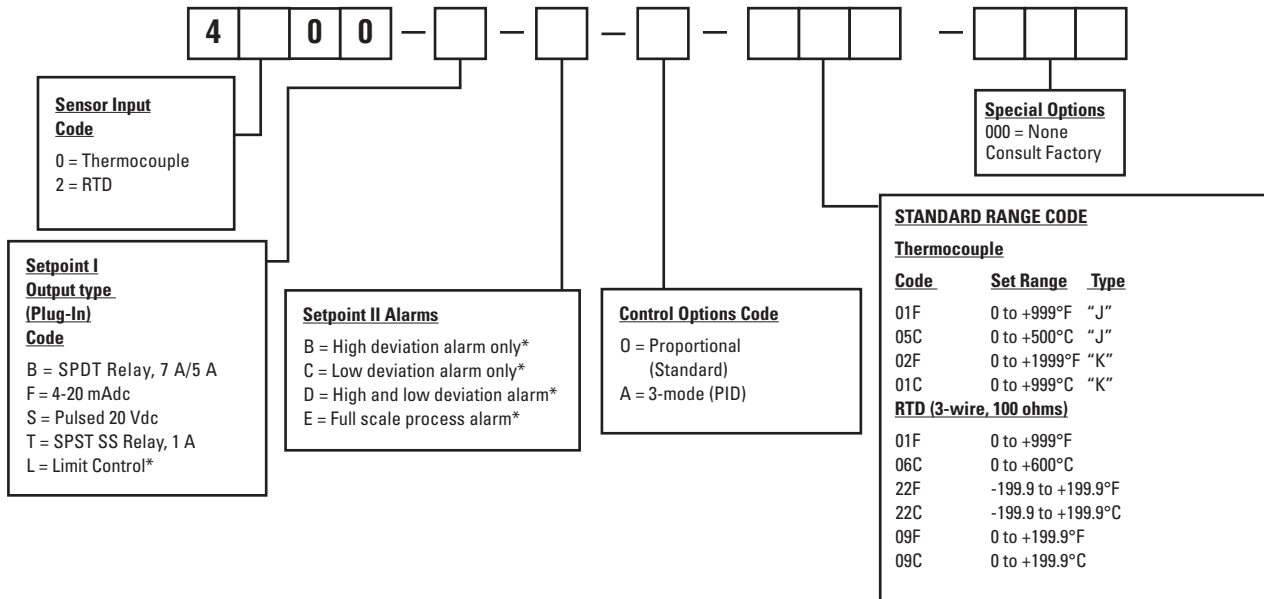 4 0 0 — — — — —
Sensor Input
Code
0 = Thermocouple
2 = RTD
Special Options
000 = None
Consult Factory
Setpoint I
Output type
(Plug-In)
Code
B = SPDT Relay, 7 A/5 A
F = 4-20 mAdc
S = Pulsed 20 Vdc
T = SPST SS Relay, 1 A
L = Limit Control*
Setpoint II Alarms
B = High deviation alarm only*
C = Low deviation alarm only*
D = High and low deviation alarm*
E = Full scale process alarm*
Control Options Code
O = Proportional
(Standard)
A = 3-mode (PID)
STANDARD RANGE CODE
Thermocouple
Code Set Range Type
01F 0 to +999°F “J”
05C 0 to +500°C “J”
02F 0 to +1999°F “K”
01C 0 to +999°C “K”
RTD (3-wire, 100 ohms)
01F 0 to +999°F
06C 0 to +600°C
22F -199.9 to +199.9°F
22C -199.9 to +199.9°C
09F 0 to +199.9°F
09C 0 to +199.9°C